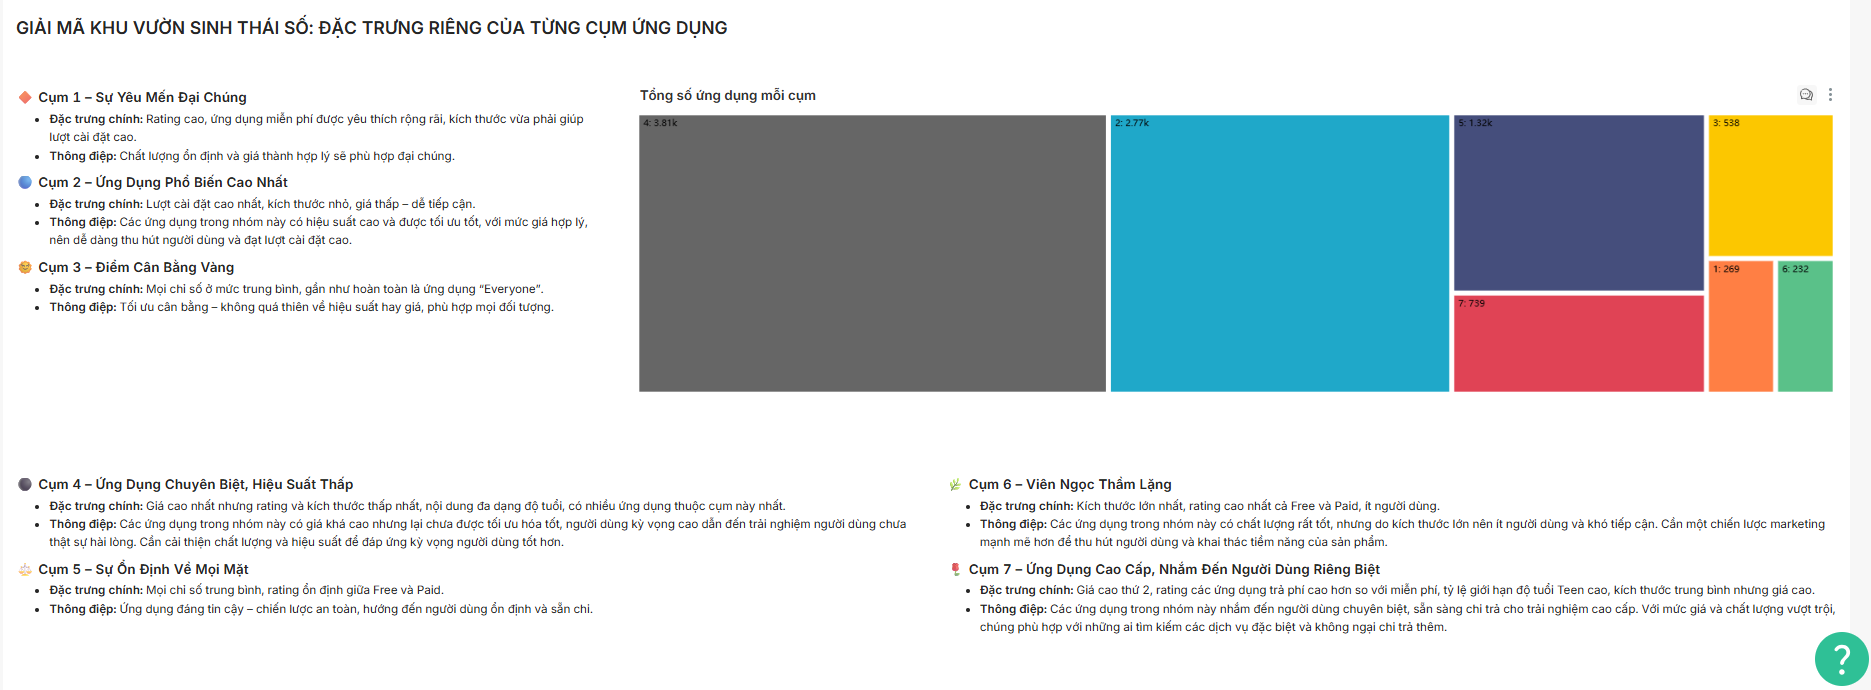 GIẢI MÃ KHU VƯỜN SINH THÁI SỐ: ĐẶC TRƯNG RIÊNG CỦA TỪNG CỤM ỨNG DỤNG
Cụm 1 – Sự Yêu Mến Đại Chúng
• Đặc trưng chính: Rating cao, ứng dụng miễn phí được yêu thích rộng rãi, kích thước vừa phải giúp
lượt cài đặt cao.
• Thông điệp: Chất lượng ổn định và giá thành hợp lý sẽ phù hợp đại chúng.
Cụm 2 – Ứng Dụng Phổ Biến Cao Nhất
• Đặc trưng chính: Lượt cài đặt cao nhất, kích thước nhỏ, giá thấp – dễ tiếp cận.
• Thông điệp: Các ứng dụng trong nhóm này có hiệu suất cao và được tối ưu tốt, với mức giá hợp lý,
nên dễ dàng thu hút người dùng và đạt lượt cài đặt cao.
Cụm 3 – Điểm Cân Bằng Vàng
• Đặc trưng chính: Mọi chỉ số ở mức trung bình, gần như hoàn toàn là ứng dụng “Everyone”.
• Thông điệp: Tối ưu cân bằng – không quá thiên về hiệu suất hay giá, phù hợp mọi đối tượng.
Tổng số ứng dụng mỗi cụm
4: 3.81k
2: 2.77k
5: 1.32k
3: 538
7: 739
1: 269
6: 232
Cụm 4 – Ứng Dụng Chuyên Biệt, Hiệu Suất Thấp
• Đặc trưng chính: Giá cao nhất nhưng rating và kích thước thấp nhất, nội dung đa dạng độ tuổi, có nhiều ứng dụng thuộc cụm này nhất.
• Thông điệp: Các ứng dụng trong nhóm này có giá khá cao nhưng lại chưa được tối ưu hóa tốt, người dùng kỳ vọng cao dẫn đến trải nghiệm người dùng chưa
thật sự hài lòng. Cần cải thiện chất lượng và hiệu suất để đáp ứng kỳ vọng người dùng tốt hơn.
Cụm 5 – Sự Ổn Định Về Mọi Mặt
• Đặc trưng chính: Mọi chỉ số trung bình, rating ổn định giữa Free và Paid.
• Thông điệp: Ứng dụng đáng tin cậy – chiến lược an toàn, hướng đến người dùng ổn định và sẵn chi.
Cụm 6 – Viên Ngọc Thầm Lặng
• Đặc trưng chính: Kích thước lớn nhất, rating cao nhất cả Free và Paid, ít người dùng.
• Thông điệp: Các ứng dụng trong nhóm này có chất lượng rất tốt, nhưng do kích thước lớn nên ít người dùng và khó tiếp cận. Cần một chiến lược marketing
mạnh mẽ hơn để thu hút người dùng và khai thác tiềm năng của sản phẩm.
Cụm 7 – Ứng Dụng Cao Cấp, Nhắm Đến Người Dùng Riêng Biệt
• Đặc trưng chính: Giá cao thứ 2, rating các ứng dụng trả phí cao hơn so với miễn phí, tỷ lệ giới hạn độ tuổi Teen cao, kích thước trung bình nhưng giá cao.
• Thông điệp: Các ứng dụng trong nhóm này nhắm đến người dùng chuyên biệt, sẵn sàng chi trả cho trải nghiệm cao cấp. Với mức giá và chất lượng vượt trội,
chúng phù hợp với những ai tìm kiếm các dịch vụ đặc biệt và không ngại chi trả thêm.
?